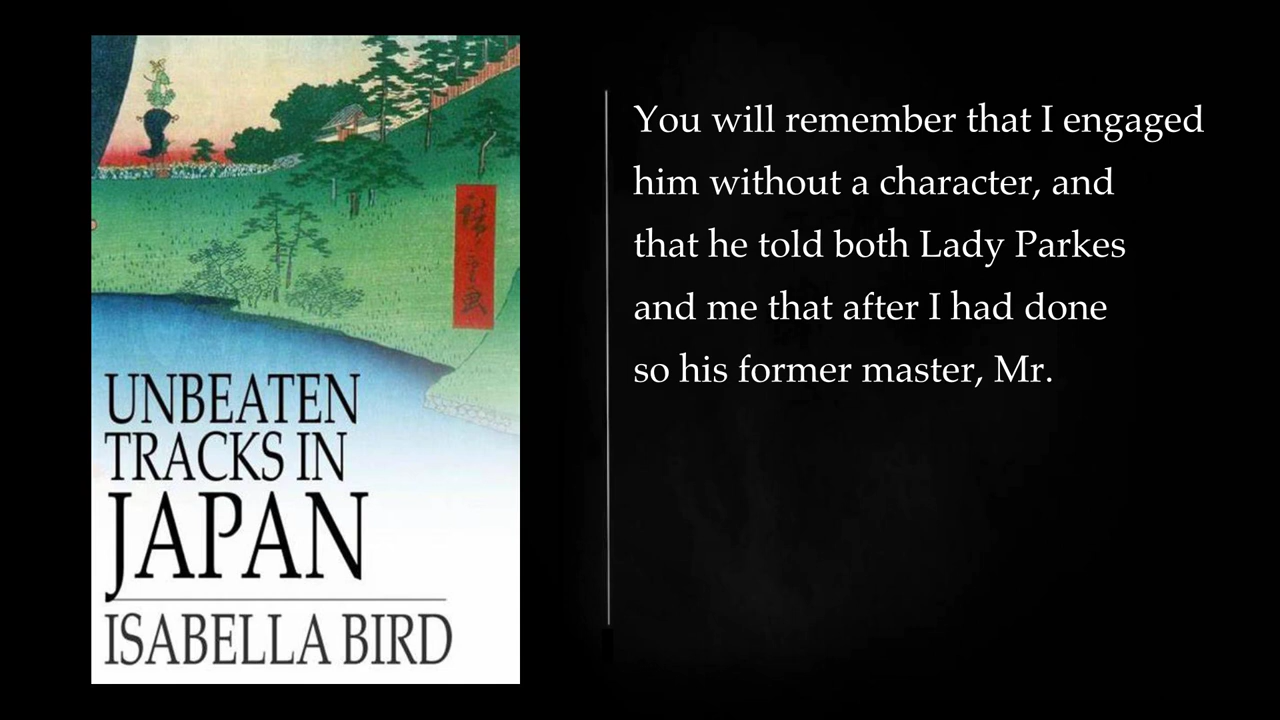 UNBEATEN
TRACKS IN
JAPAN
ISABELLA BIRD
You will remember that I engaged
him without a character, and
that he told both Lady Parkes
and me that after I had done
so his former master, Mr.